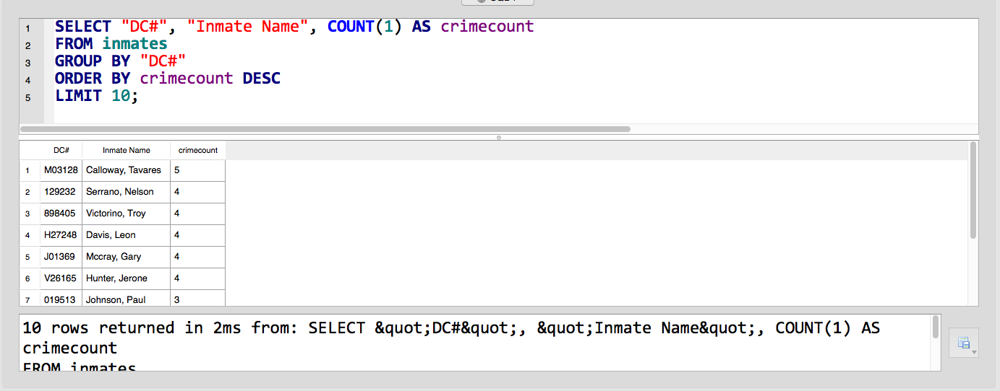 1 SELECT "DC#", "Inmate Name", COUNT(1) AS crimecount
2 FROM inmates
3 GROUP BY "DC#"
4 ORDER BY crimecount DESC
5 LIMIT 10;
DC# Inmate Name crimecount
1 M03128 Calloway, Tavares 5
2 129232 Serrano, Nelson 4
3 898405 Victorino, Troy 4
4 H27248 Davis, Leon 4
5 J01369 Mccray, Gary 4
6 V26165 Hunter, Jerone 4
7 019513 Johnson, Paul 3
10 rows returned in 2ms from: SELECT &quot;DC#&quot;, &quot;Inmate Name&quot;, COUNT(1) AS
crimecount
FROM inmates